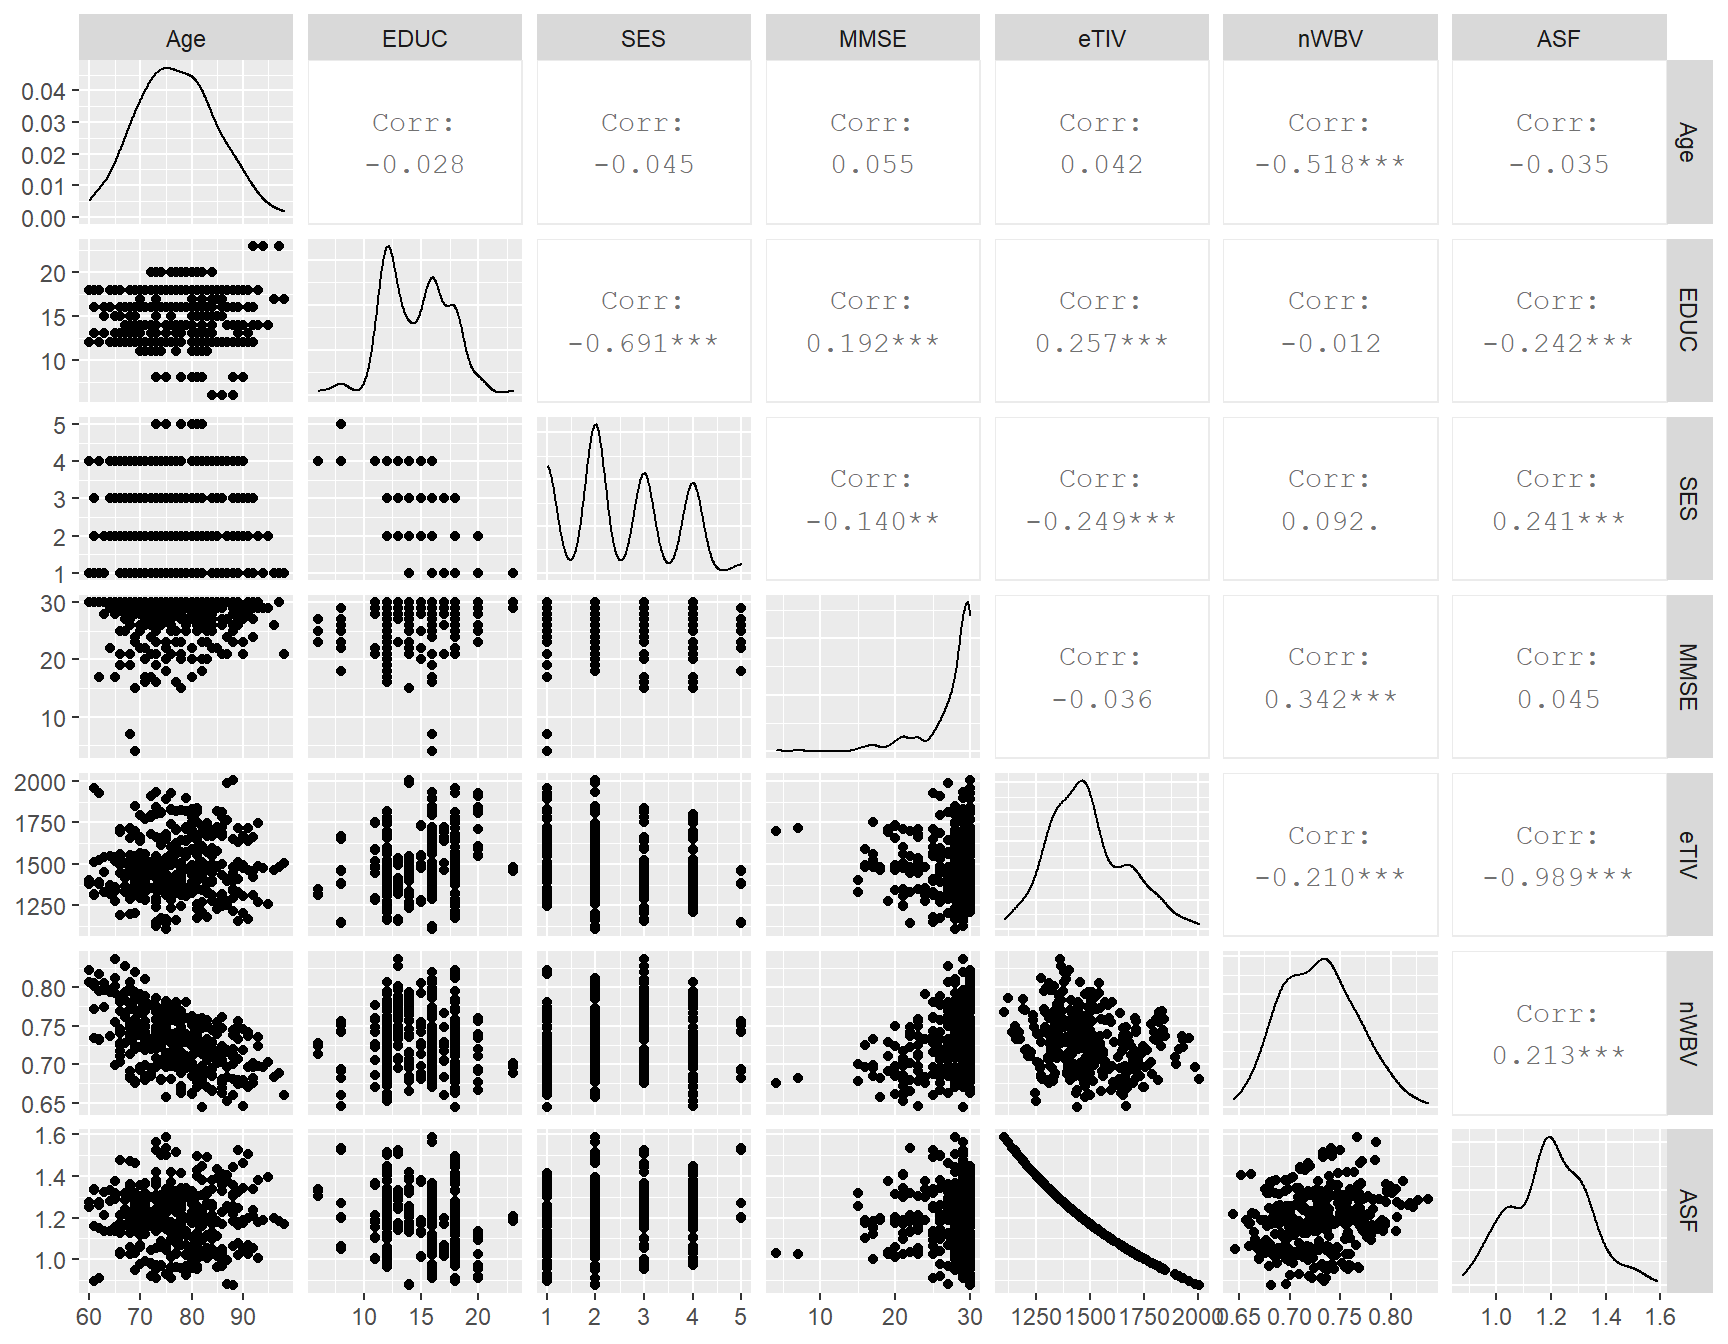 Age EDUC SES MMSE eTIV nWBV ASF
0.04
0.03
0.02
0.01
0.00
Corr: Corr: Corr: Corr: Corr: Corr:
-0.028 -0.045 0.055 0.042 -0.518*** -0.035
Age
20
15
10
Corr: Corr: Corr: Corr: Corr:
-0.691*** 0.192*** 0.257*** -0.012 -0.242***
EDUC
5
4
3
2
1
Corr: Corr: Corr: Corr:
-0.140** -0.249*** 0.092. 0.241***
SES
30
20
10
Corr: Corr: Corr:
-0.036 0.342*** 0.045
MMSE
2000
1750
1500
1250
Corr: Corr:
-0.210*** -0.989***
eTIV
0.80
0.75
0.70
0.65
Corr:
0.213***
nWBV
1.6
1.4
1.2
1.0
ASF
60 70 80 90 10 15 20 1 2 3 4 5 10 20 30 1250 1500 1750 2000 0.65 0.70 0.75 0.80 1.0 1.2 1.4 1.6